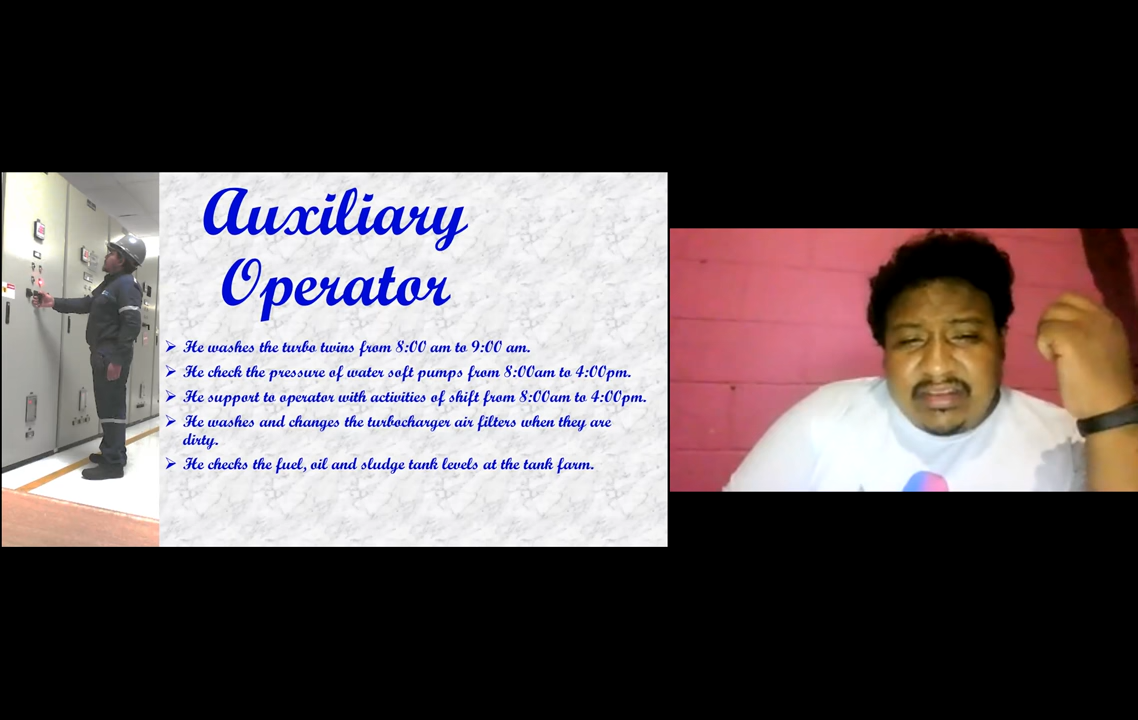 Auxiliary
Operator
➢ He washes the turbo twins from 8:00 am to 9:00 am.
➢ He check the pressure of water soft pumps from 8:00am to 4:00pm.
➢ He support to operator with activities of shift from 8:00am to 4:00pm.
➢ He washes and changes the turbocharger air filters when they are
dirty.
➢ He checks the fuel, oil and sludge tank levels at the tank farm.